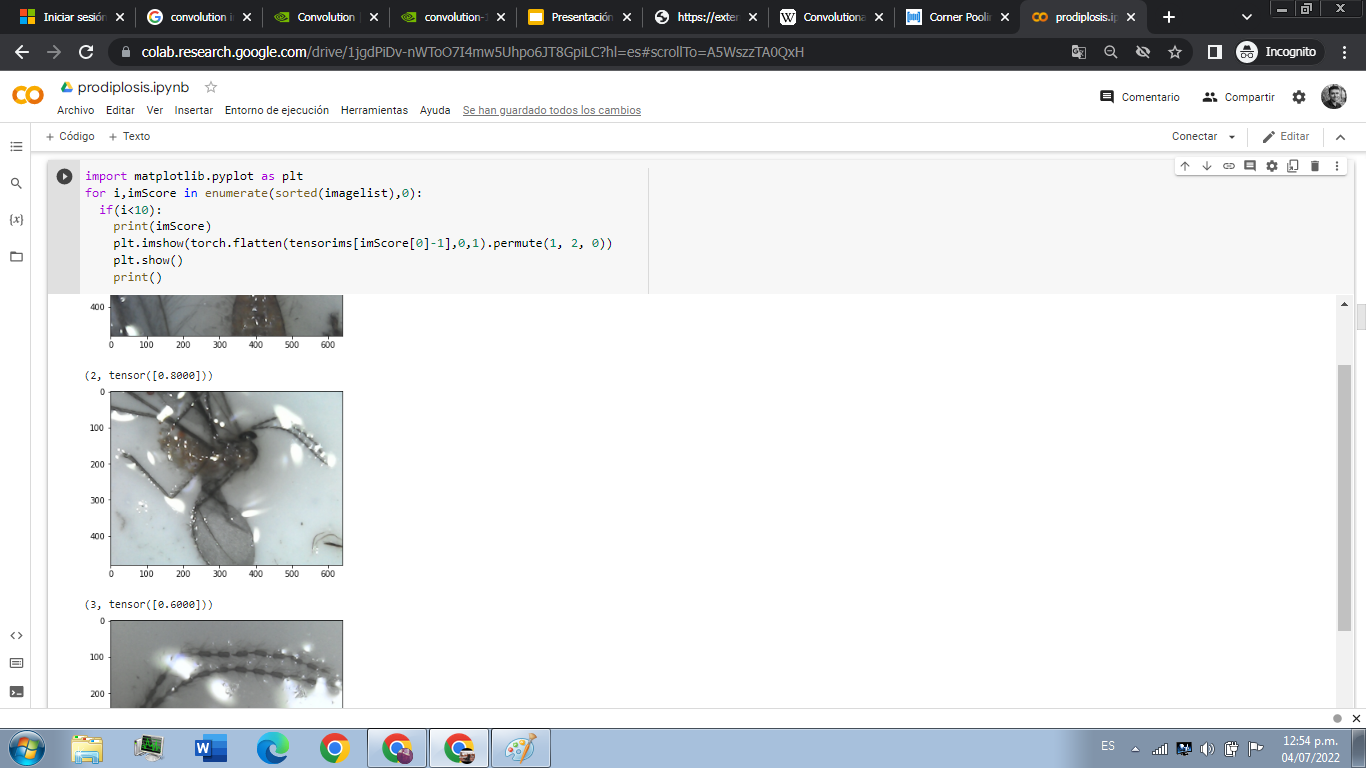 Iniciar sesión
convolution i
Convolution
convolution-
Presentación
https://exter
Convolutiona
Corner Pooli
prodiplosis.ip
colab.research.google.com/drive/1jgdPiDv-nWToO7I4mw5Uhpo6JT8GpiLC?hl=es#scrollTo=A5WszzTA0QxH
Incognito
prodiplosis.ipynb
Archivo Editar Ver Insertar Entorno de ejecución Herramientas Ayuda Se han guardado todos los cambios
Comentario Compartir
+ Código + Texto
Conectar Editar
import matplotlib.pyplot as plt
for i,imScore in enumerate(sorted(imagelist),0):
  if(i<10):
    print(imScore)
    plt.imshow(torch.flatten(tensorims[imScore[0]-1],0,1).permute(1, 2, 0))
    plt.show()
    print()
400
0 100 200 300 400 500 600
(2, tensor([0.8000]))
0
100
200
300
400
0 100 200 300 400 500 600
(3, tensor([0.6000]))
0
100
200
{x}
<>
ES
12:54 p.m.
04/07/2022